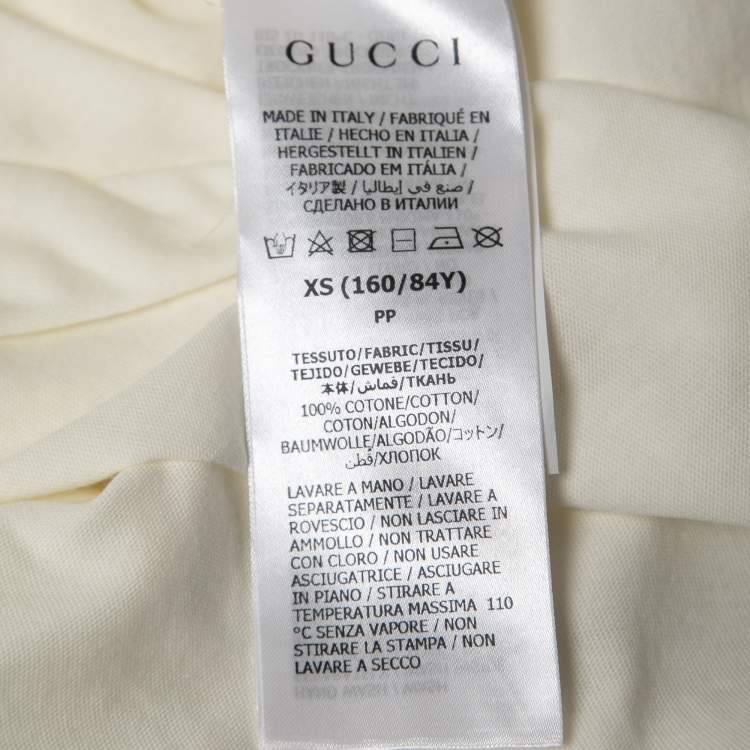 GUCCI
MADE IN ITALY / FABRIQUÉ EN
ITALIE / HECHO EN ITALIA /
HERGESTELLT IN ITALIEN /
FABRICADO EM ITÁLIA /
イタリア製 / صنع في إيطاليا /
СДЕЛАНО В ИТАЛИИ
XS (160/84Y)
PP
TESSUTO/FABRIC/TISSU/
TEJIDO/GEWEBE/TECIDO/
本体/قماش/ТКАНЬ
100% COTONE/COTTON/
COTON/ALGODON/
BAUMWOLLE/ALGODÃO/コットン/
قطن/ХЛОПОК
LAVARE A MANO / LAVARE
SEPARATAMENTE / LAVARE A
ROVESCIO / NON LASCIARE IN
AMMOLLO / NON TRATTARE
CON CLORO / NON USARE
ASCIUGATRICE / ASCIUGARE
IN PIANO / STIRARE A
TEMPERATURA MASSIMA 110
°C SENZA VAPORE / NON
STIRARE LA STAMPA / NON
LAVARE A SECCO